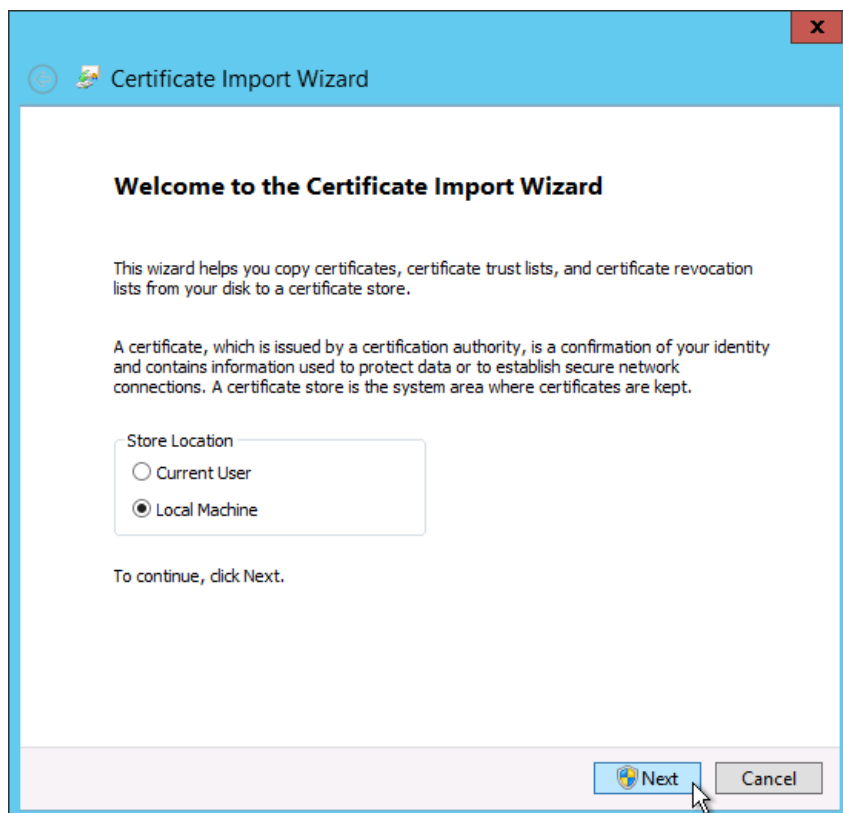 X
Certificate Import Wizard
Welcome to the Certificate Import Wizard
This wizard helps you copy certificates, certificate trust lists, and certificate revocation
lists from your disk to a certificate store.
A certificate, which is issued by a certification authority, is a confirmation of your identity
and contains information used to protect data or to establish secure network
connections. A certificate store is the system area where certificates are kept.
Store Location
Current User
Local Machine
To continue, click Next.
Next Cancel